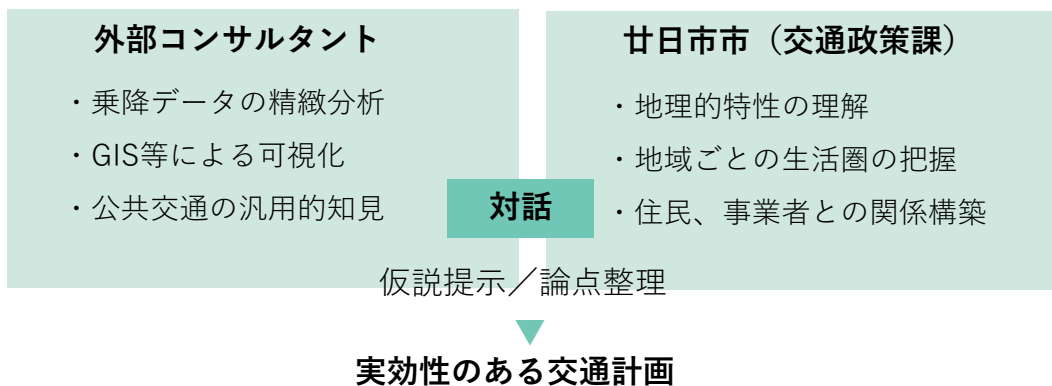 外部コンサルタント
・乗降データの精緻分析
・GIS等による可視化
・公共交通の汎用的知見
廿日市市（交通政策課）
・地理的特性の理解
・地域ごとの生活圏の把握
・住民、事業者との関係構築
対話
仮説提示／論点整理
実効性のある交通計画